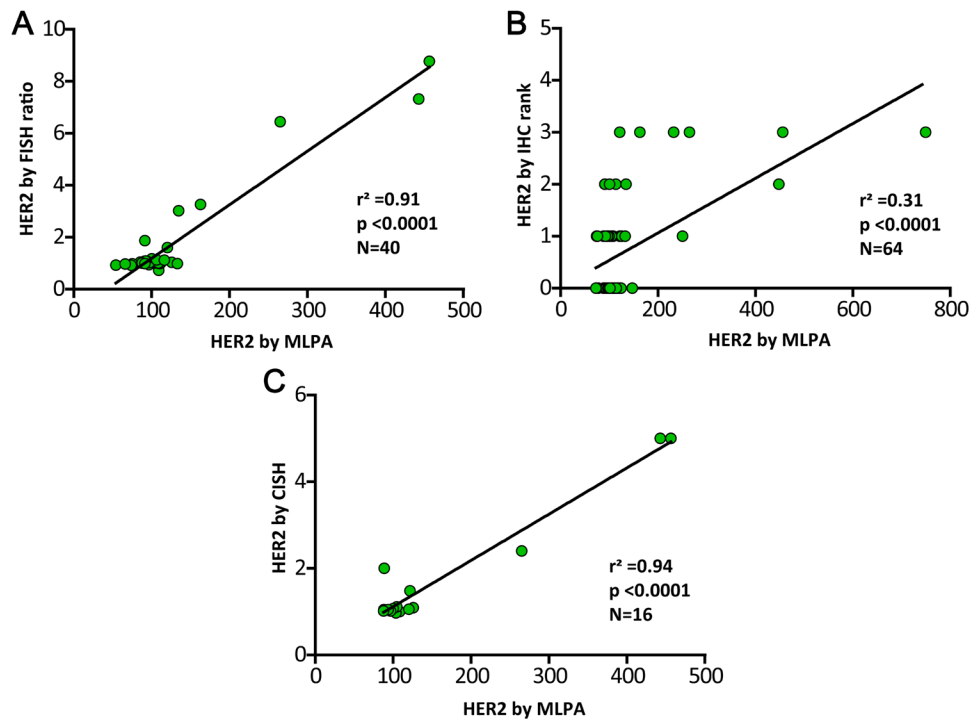 A
10
8
6
4
2
0
HER2 by FISH ratio
0 100 200 300 400 500
HER2 by MLPA
r² =0.91
p <0.0001
N=40
B
5
4
3
2
1
0
HER2 by IHC rank
0 200 400 600 800
HER2 by MLPA
r² =0.31
p <0.0001
N=64
C
6
4
2
0
HER2 by CISH
0 100 200 300 400 500
HER2 by MLPA
r² =0.94
p <0.0001
N=16